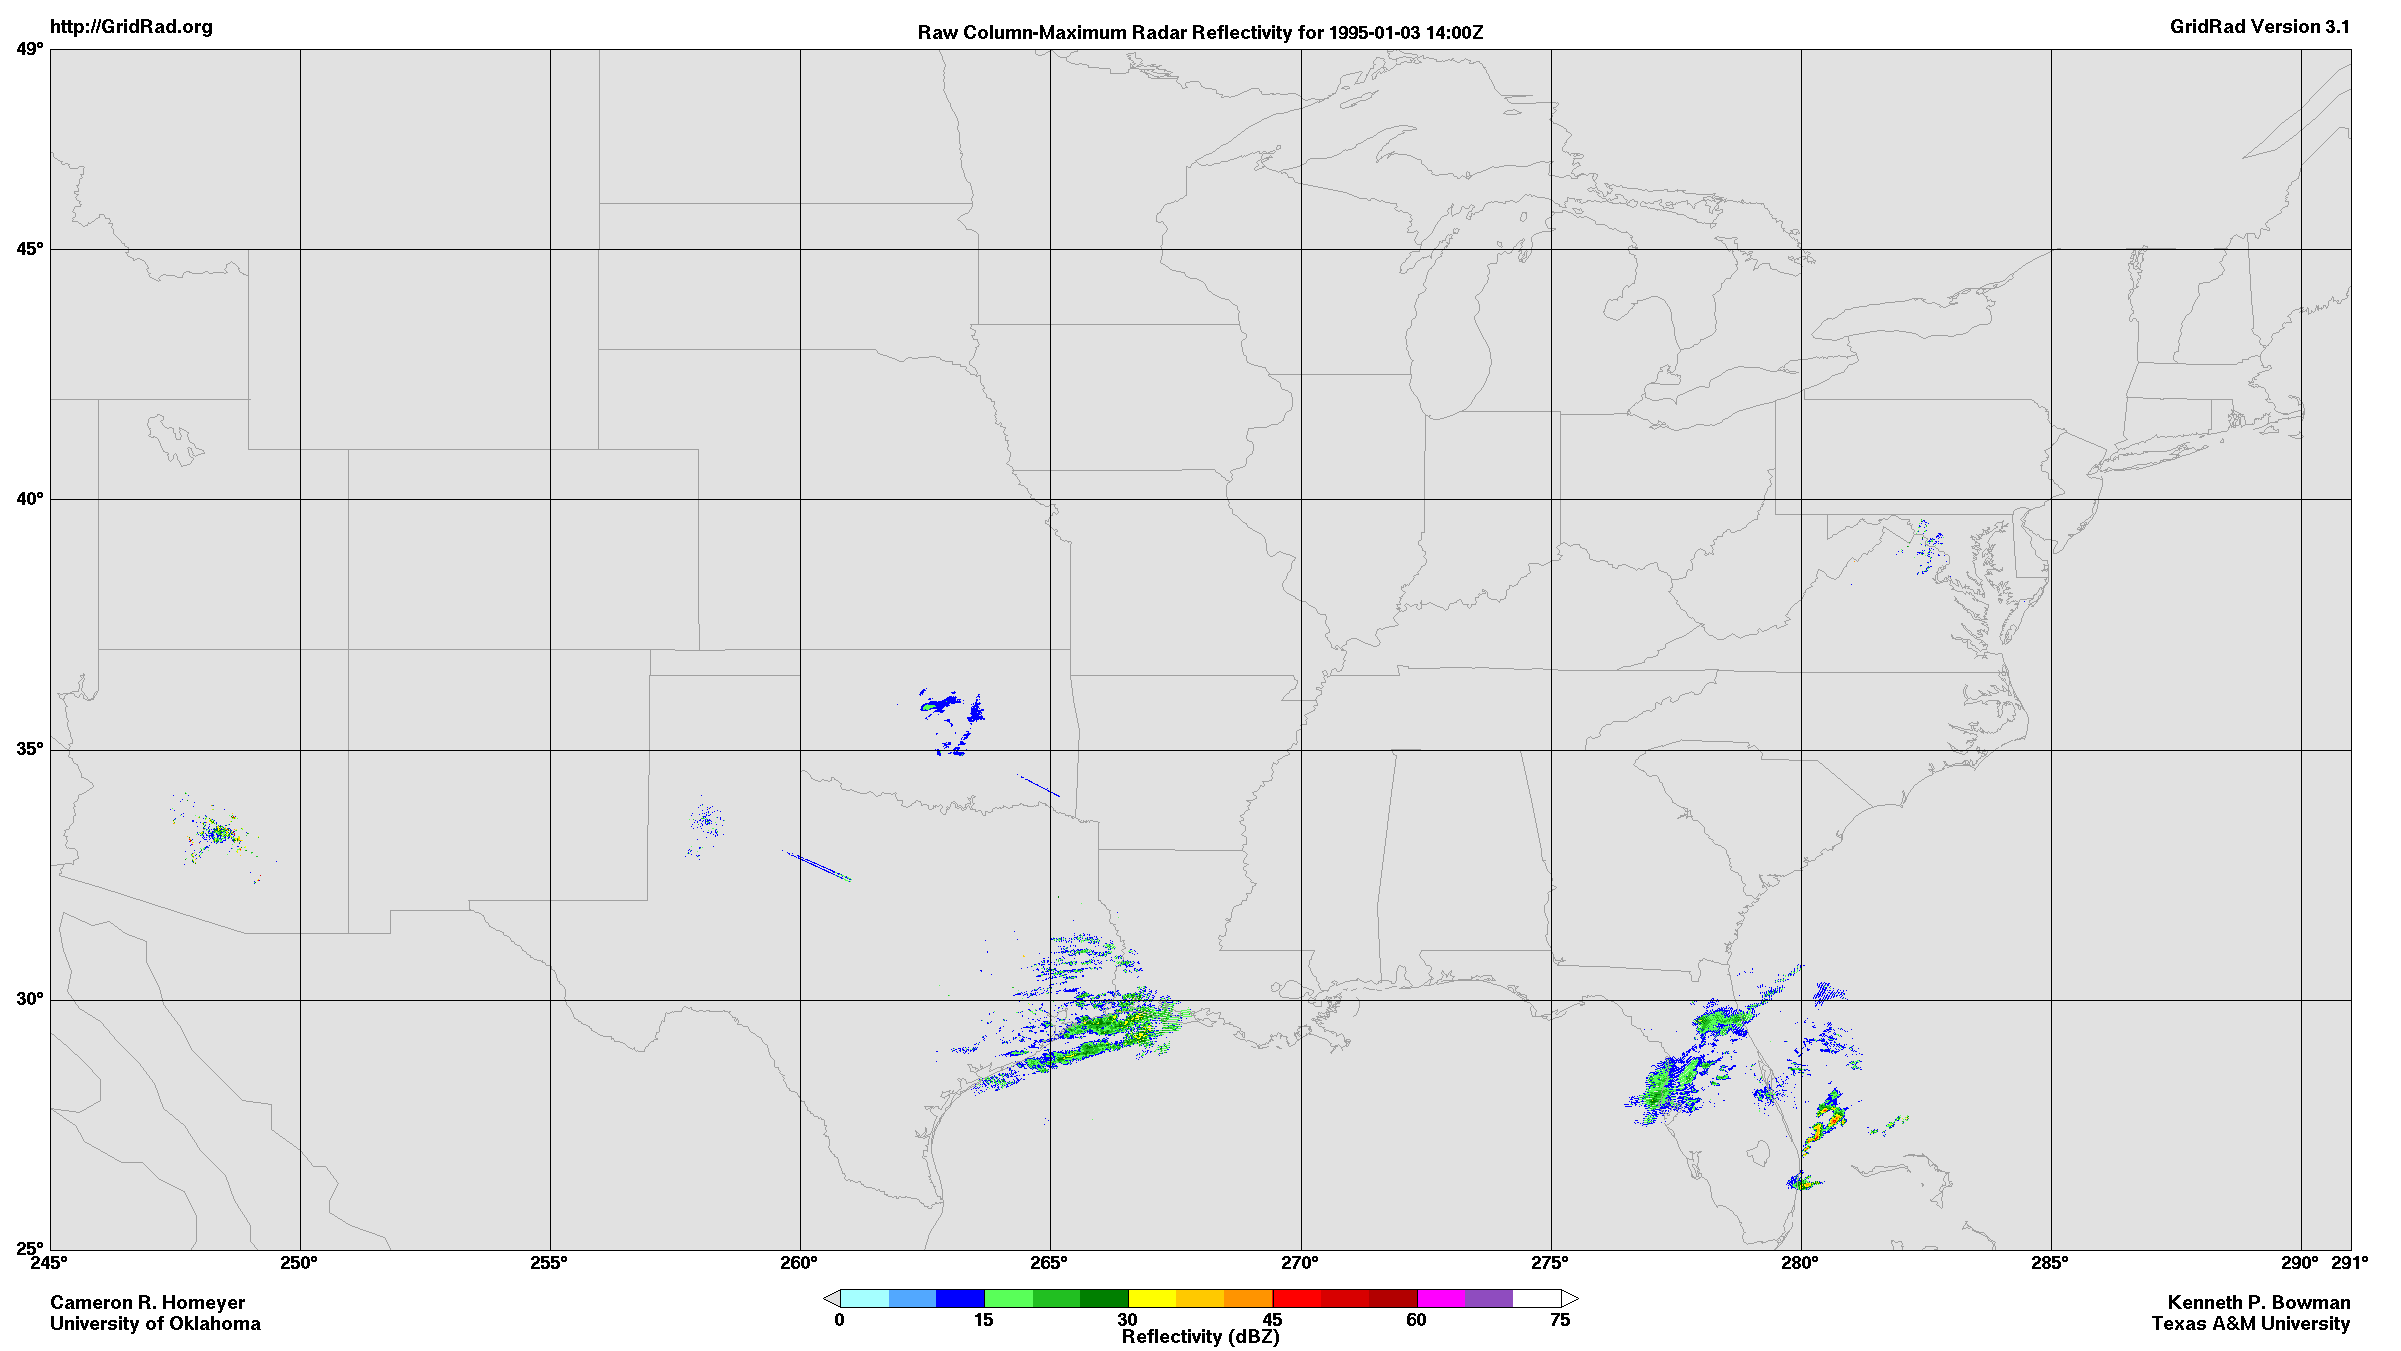 http://GridRad.org
Raw Column-Maximum Radar Reflectivity for 1995-01-03 14:00Z
GridRad Version 3.1
49°
45°
40°
35°
30°
25°
245° 250° 255° 260° 265° 270° 275° 280° 285° 290° 291°
0 15 30 45 60 75
Reflectivity (dBZ)
Cameron R. Homeyer
University of Oklahoma
Kenneth P. Bowman
Texas A&M University